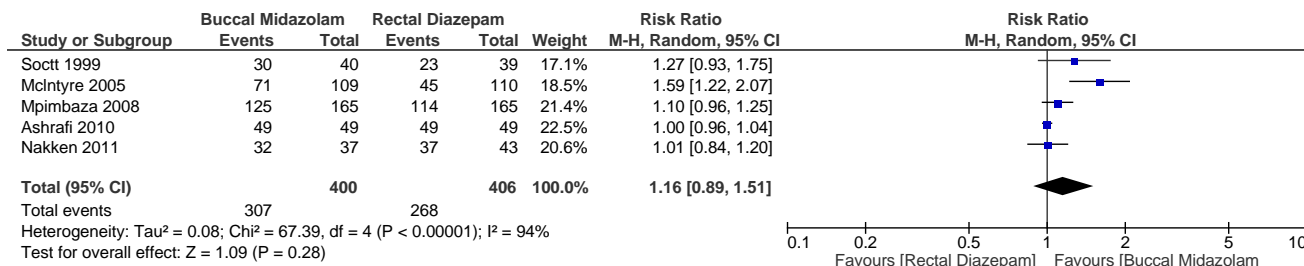 Buccal Midazolam Rectal Diazepam Risk Ratio Risk Ratio
Study or Subgroup Events Total Events Total Weight M-H, Random, 95% CI M-H, Random, 95% CI
Soctt 1999 30 40 23 39 17.1% 1.27 [0.93, 1.75]
McIntyre 2005 71 109 45 110 18.5% 1.59 [1.22, 2.07]
Mpimbaza 2008 125 165 114 165 21.4% 1.10 [0.96, 1.25]
Ashrafi 2010 49 49 49 49 22.5% 1.00 [0.96, 1.04]
Nakken 2011 32 37 37 43 20.6% 1.01 [0.84, 1.20]
Total (95% CI) 400 406 100.0% 1.16 [0.89, 1.51]
Total events 307 268
Heterogeneity: Tau² = 0.08; Chi² = 67.39, df = 4 (P < 0.00001); I² = 94%
Test for overall effect: Z = 1.09 (P = 0.28)
0.1 0.2 0.5 1 2 5 10
Favours [Rectal Diazepam] Favours [Buccal Midazolam